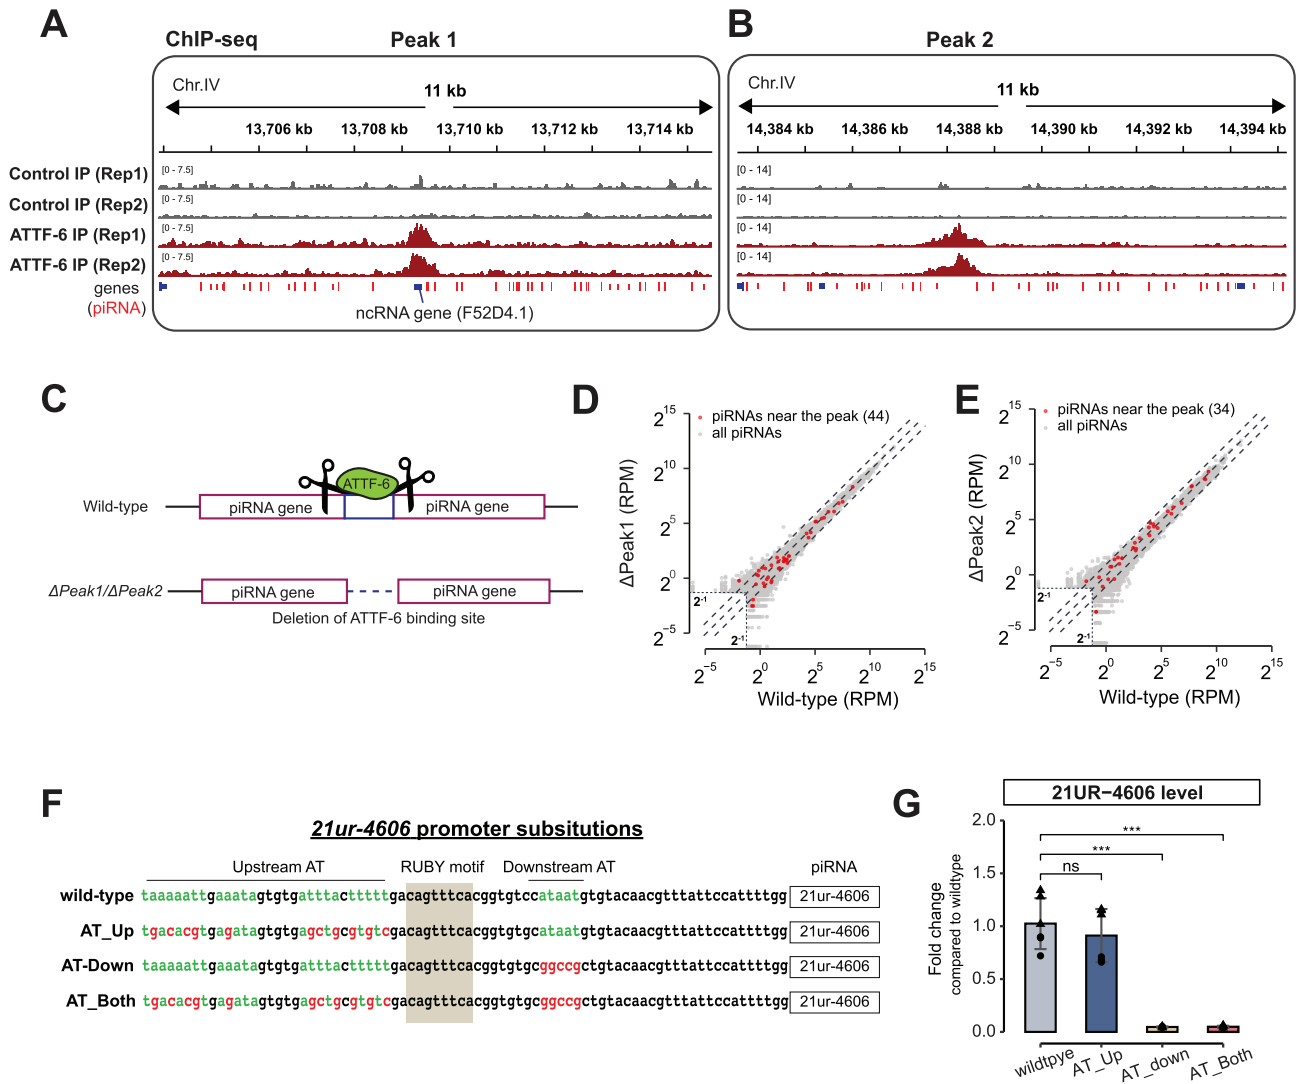 A
ChIP-seq
Peak 1
Chr.IV
11 kb
13,706 kb 13,708 kb 13,710 kb 13,712 kb 13,714 kb
Control IP (Rep1) [0 - 7.5]
Control IP (Rep2) [0 - 7.5]
ATTF-6 IP (Rep1) [0 - 7.5]
ATTF-6 IP (Rep2) [0 - 7.5]
genes
(piRNA)
ncRNA gene (F52D4.1)
B
Peak 2
Chr.IV
11 kb
14,384 kb 14,386 kb 14,388 kb 14,390 kb 14,392 kb 14,394 kb
[0 - 14]
[0 - 14]
[0 - 14]
[0 - 14]
C
ATTF-6
Wild-type piRNA gene piRNA gene
ΔPeak1/ΔPeak2 piRNA gene piRNA gene
Deletion of ATTF-6 binding site
D
piRNAs near the peak (44)
all piRNAs
ΔPeak1 (RPM)
2^15
2^10
2^5
2^0
2^-5
2^-1
2^-1
2^-5 2^0 2^5 2^10 2^15
Wild-type (RPM)
E
piRNAs near the peak (34)
all piRNAs
ΔPeak2 (RPM)
2^15
2^10
2^5
2^0
2^-5
2^-1
2^-1
2^-5 2^0 2^5 2^10 2^15
Wild-type (RPM)
F
21ur-4606 promoter subsitutions
Upstream AT RUBY motif Downstream AT piRNA
wild-type taaaaattgaaatagtgtgatttactttttgacagtttcacggtgtccataatgtgtacaacgtttattccattttgg 21ur-4606
AT_Up tgacacgtgagatagtgtgagctgcgtgtcgacagtttcacggtgtgcataatgtgtacaacgtttattccattttgg 21ur-4606
AT-Down taaaaattgaaatagtgtgatttactttttgacagtttcacggtgtgcggccgctgtacaacgtttattccattttgg 21ur-4606
AT_Both tgacacgtgagatagtgtgagctgcgtgtcgacagtttcacggtgtgcggccgctgtacaacgtttattccattttgg 21ur-4606
G
21UR−4606 level
Fold change
compared to wildtype
2.0
1.5
1.0
0.5
0.0
***
***
ns
wildtpye AT_Up AT_down AT_Both